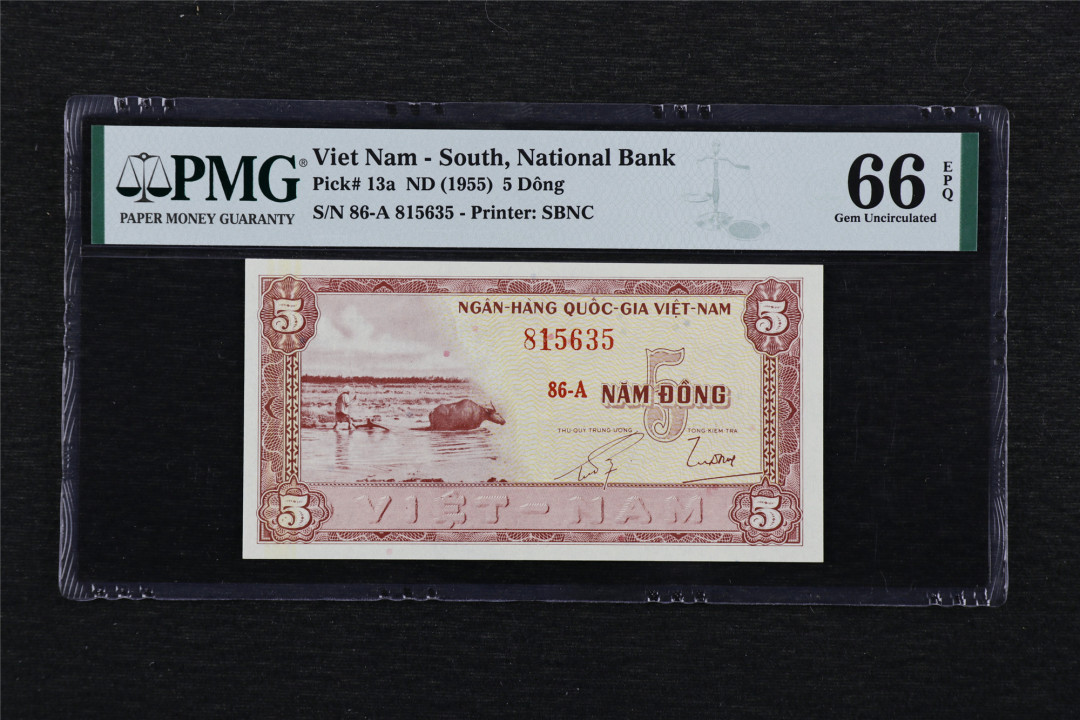 PMG®
PAPER MONEY GUARANTY
Viet Nam - South, National Bank
Pick# 13a ND (1955) 5 Dông
S/N 86-A 815635 - Printer: SBNC
66
EPQ
Gem Uncirculated
5
5
NGÂN-HÀNG QUỐC-GIA VIỆT-NAM
815635
5
86-A NĂM ĐỒNG
THỦ QUỸ TRUNG ƯƠNG TỔNG KIỂM TRA
5
VIỆT-NAM
5